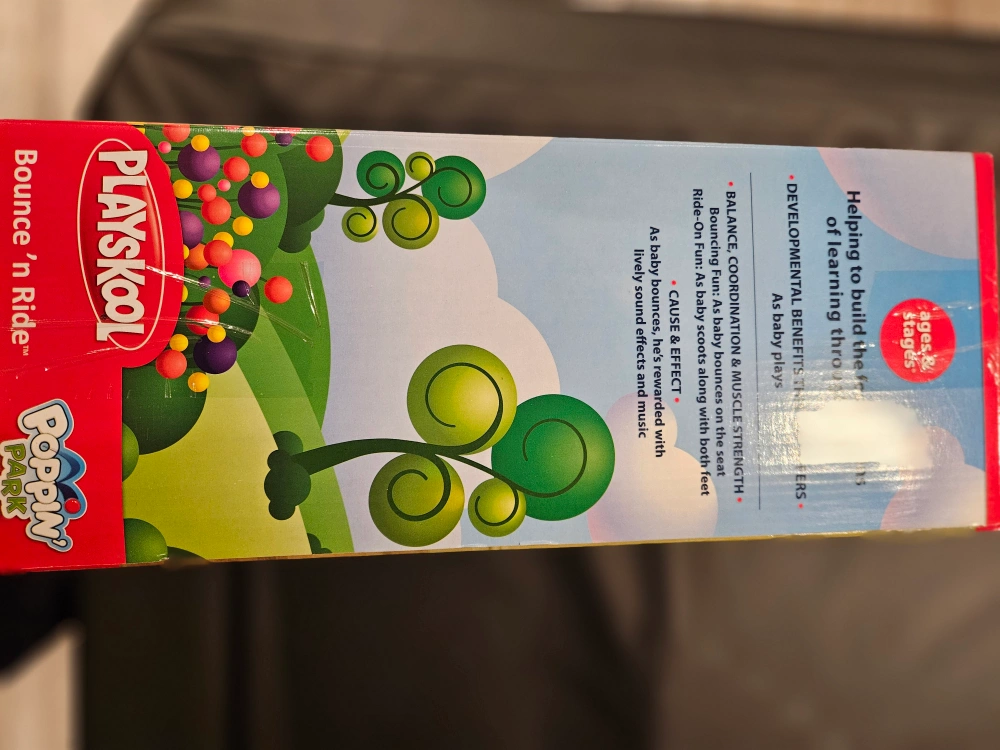 ages &
stages
Helping to build the
of learning
• DEVELOPMENTAL BENEFITS •
As baby plays
• BALANCE, COORDINATION & MUSCLE STRENGTH •
Bouncing Fun: As baby bounces on the seat
Ride-On Fun: As baby scoots along with both feet
• CAUSE & EFFECT •
As baby bounces, he's rewarded with
lively sound effects and music
PLAYSKOOL
Bounce 'n Ride™
POPPIN'
PARK